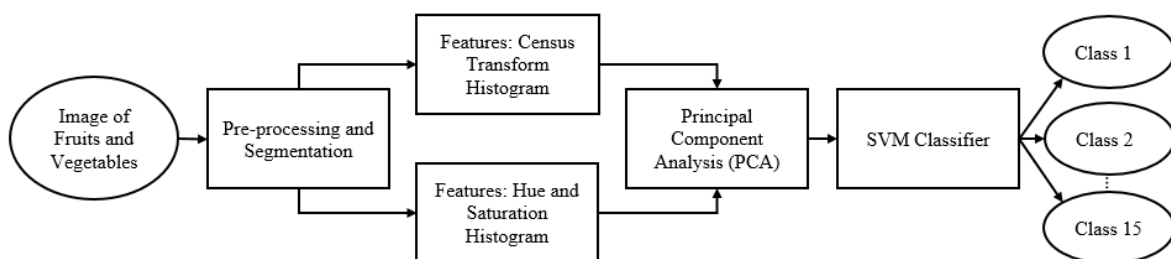 Image of
Fruits and
Vegetables
Pre-processing and
Segmentation
Features: Census
Transform
Histogram
Features: Hue and
Saturation
Histogram
Principal
Component
Analysis (PCA)
SVM Classifier
Class 1
Class 2
Class 15